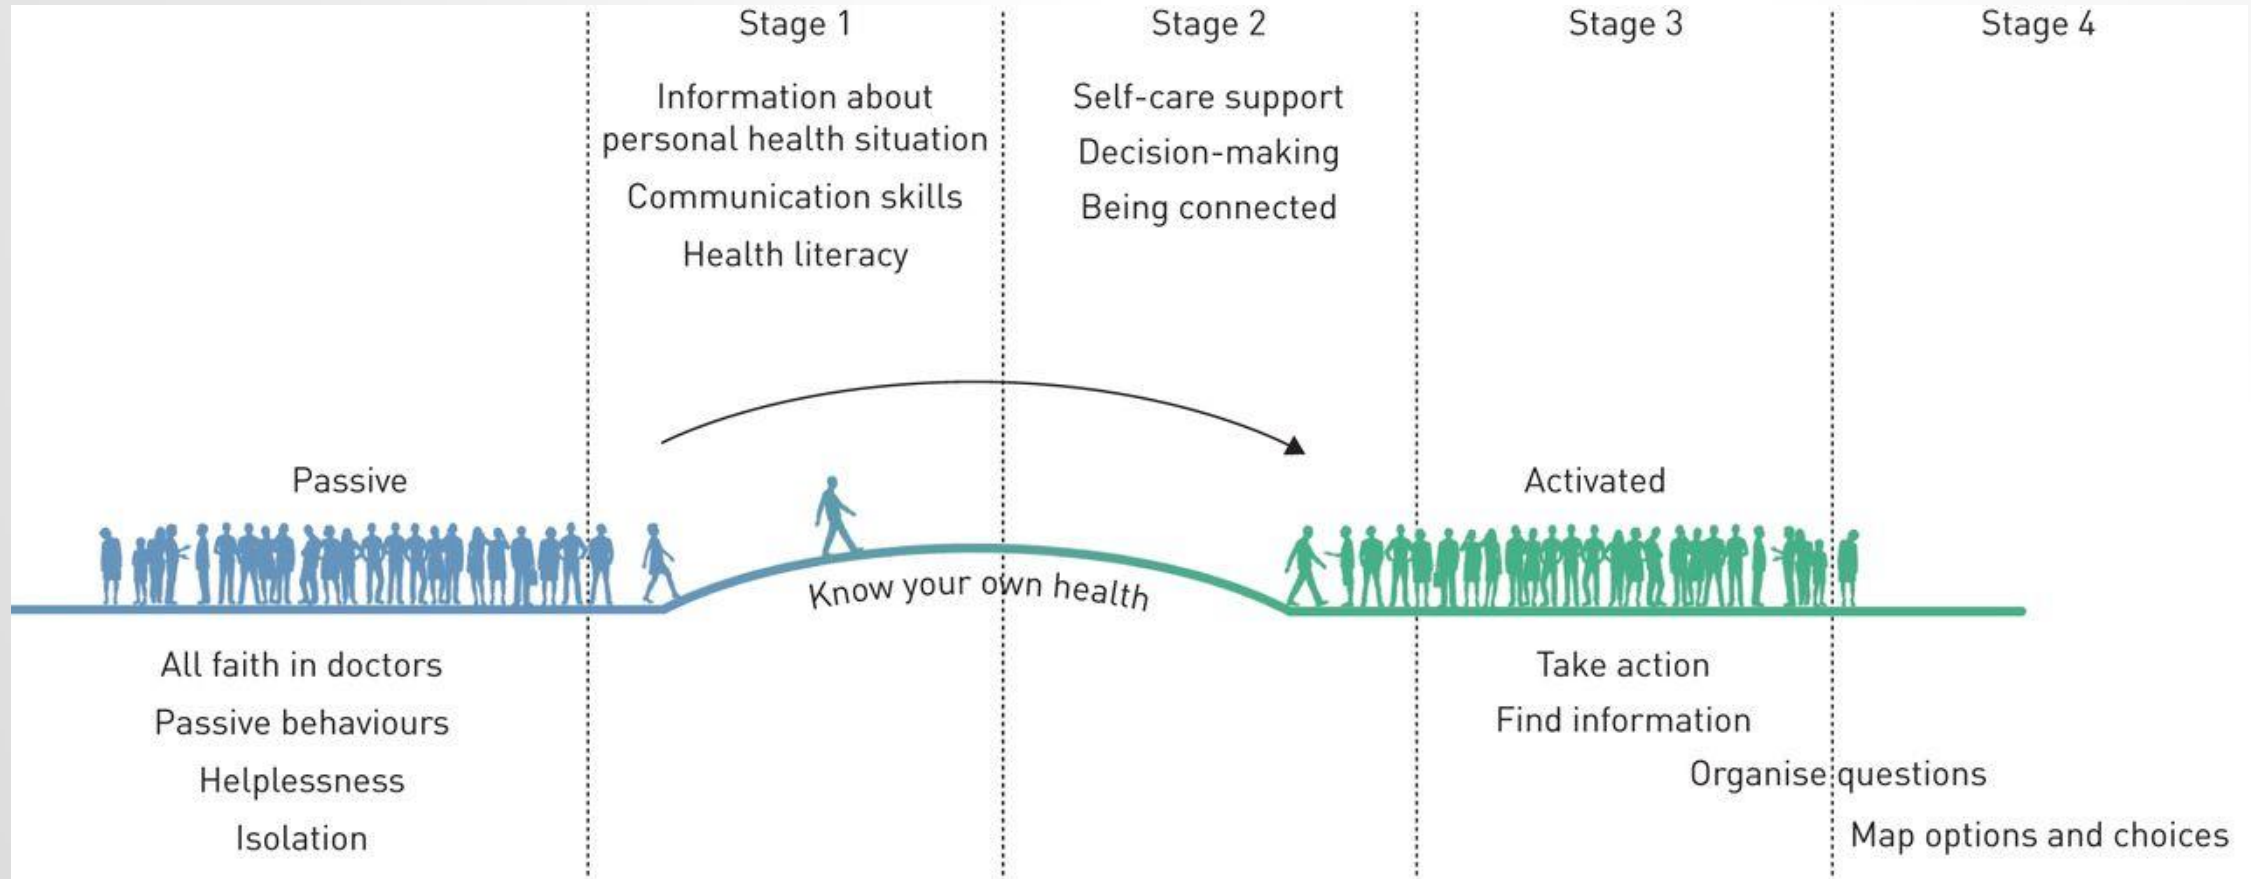 Stage 1
Stage 2
Stage 3
Stage 4
Information about
personal health situation
Communication skills
Health literacy
Self-care support
Decision-making
Being connected
Passive
Activated
Know your own health
All faith in doctors
Passive behaviours
Helplessness
Isolation
Take action
Find information
Organise questions
Map options and choices